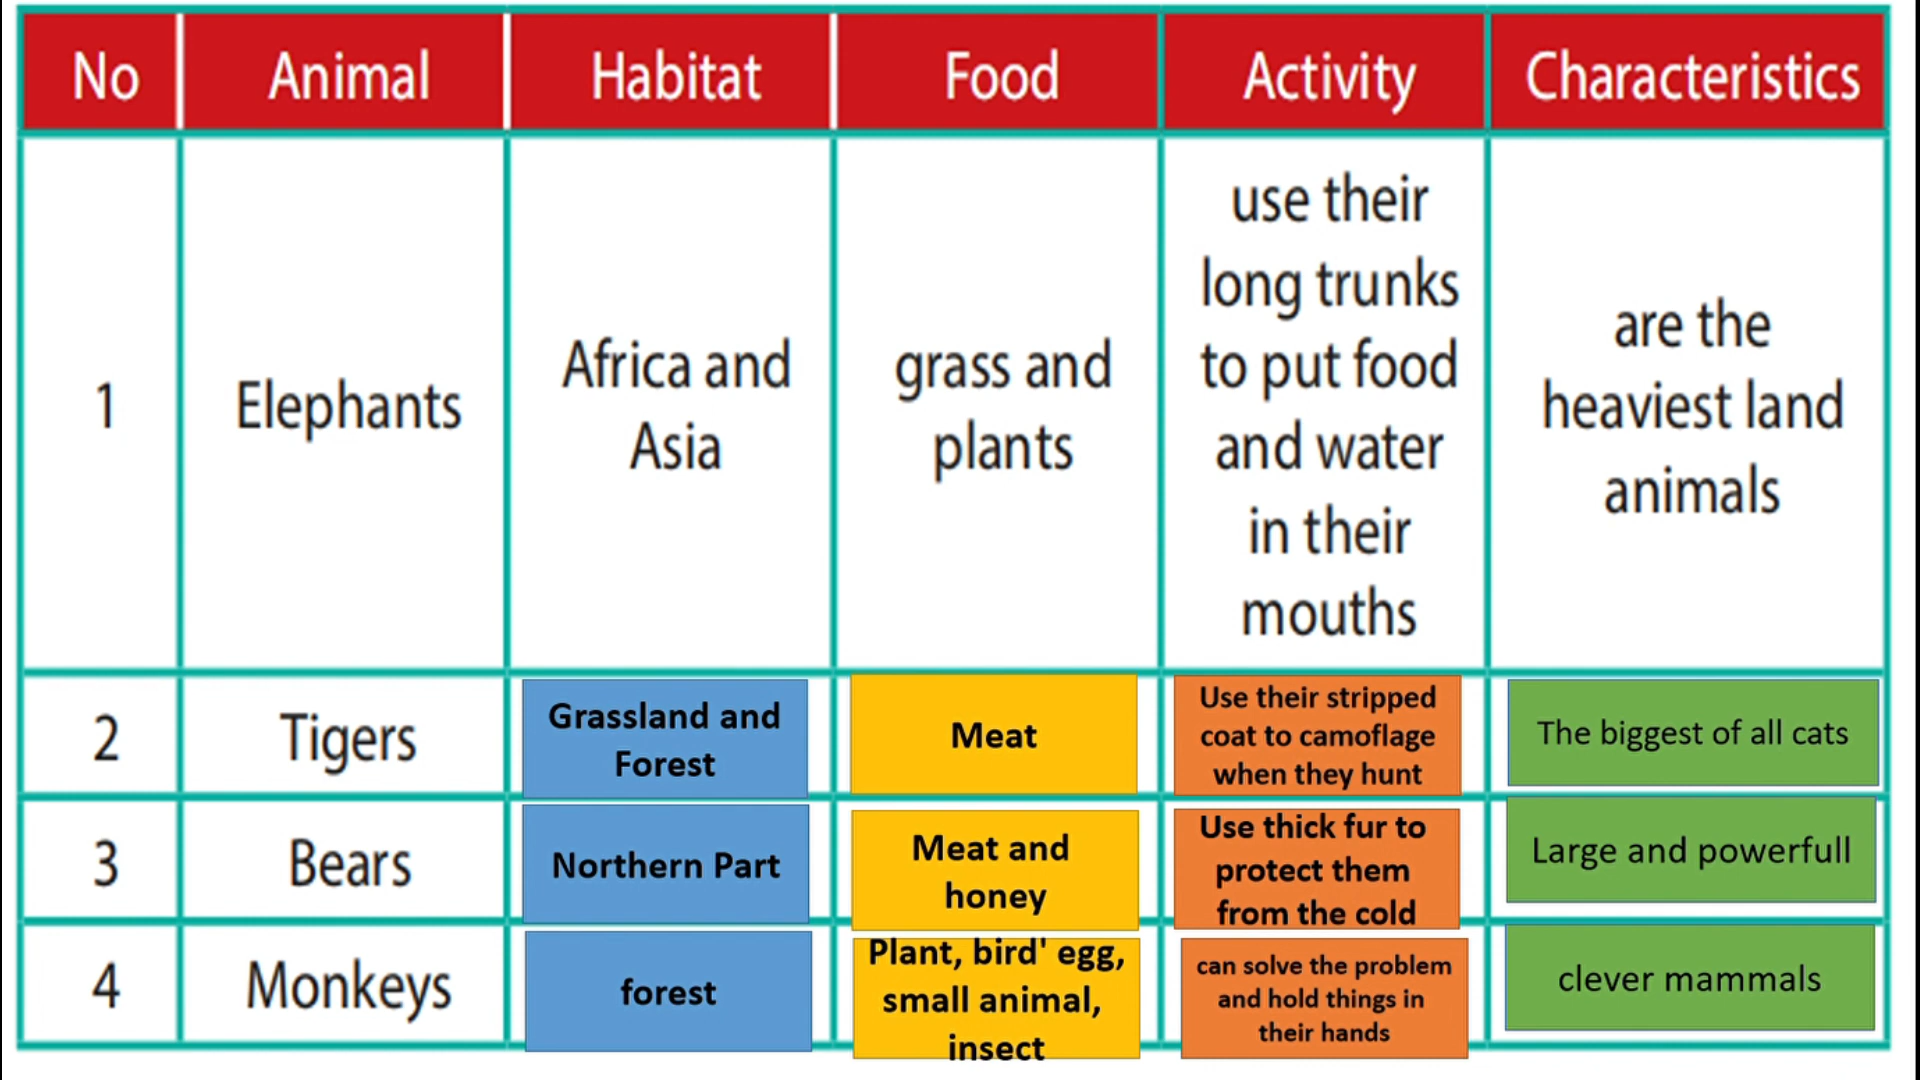 No Animal Habitat Food Activity Characteristics
1
Elephants
Africa and
Asia
grass and
plants
use their
long trunks
to put food
and water
in their
mouths
are the
heaviest land
animals
2
Tigers
Grassland and
Forest
Meat
Use their stripped
coat to camoflage
when they hunt
The biggest of all cats
3
Bears
Northern Part
Meat and
honey
Use thick fur to
protect them
from the cold
Large and powerfull
4
Monkeys
forest
Plant, bird' egg,
small animal,
insect
can solve the problem
and hold things in
their hands
clever mammals